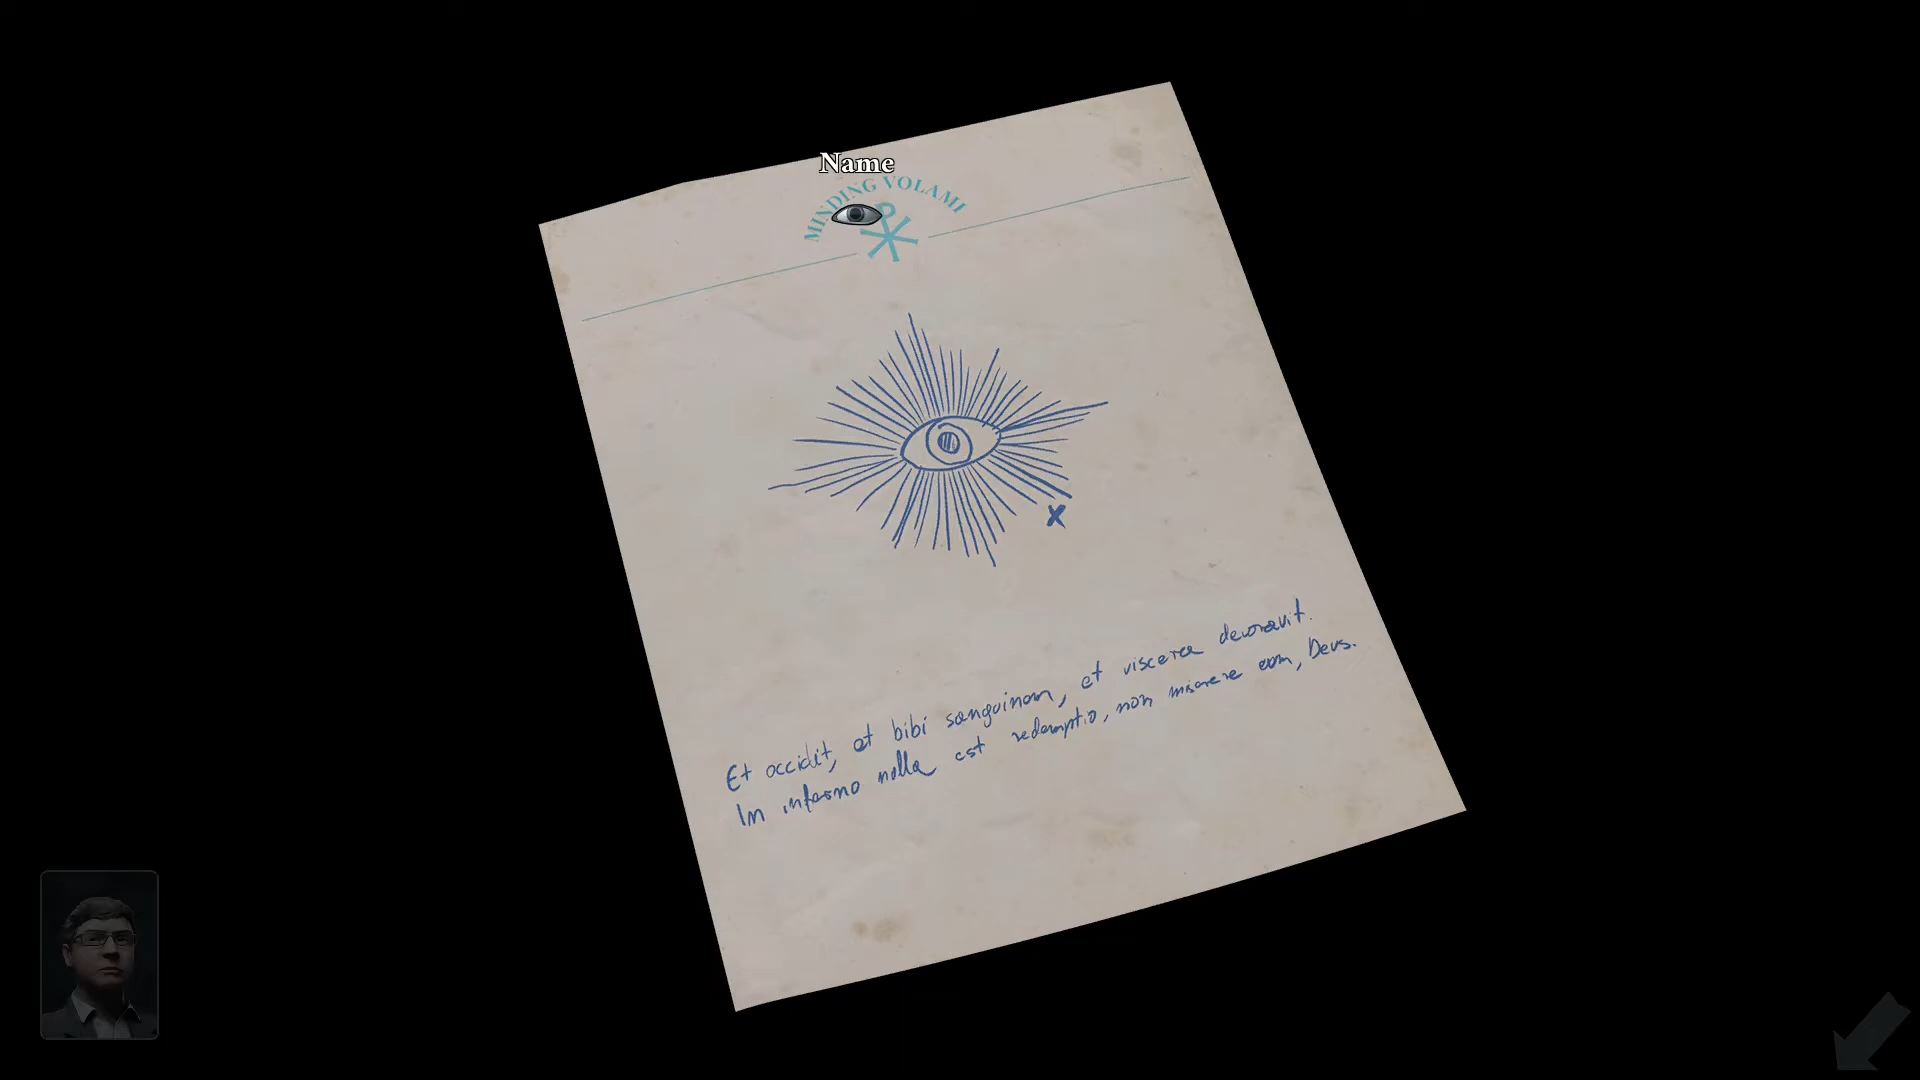 Name
MINDING VOLAMI
X
Et occidit, et bibi sanguinem, et viscera devoravit.
In inferno nulla est redemptio, non miserere eam, Deus.